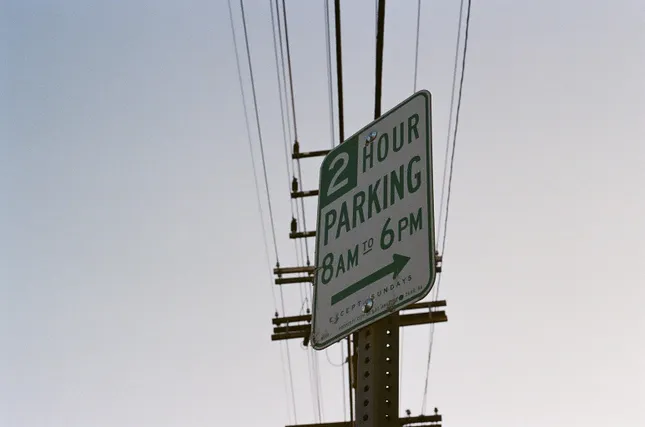 2 HOUR
PARKING
8AM TO 6PM
EXCEPT SUNDAYS